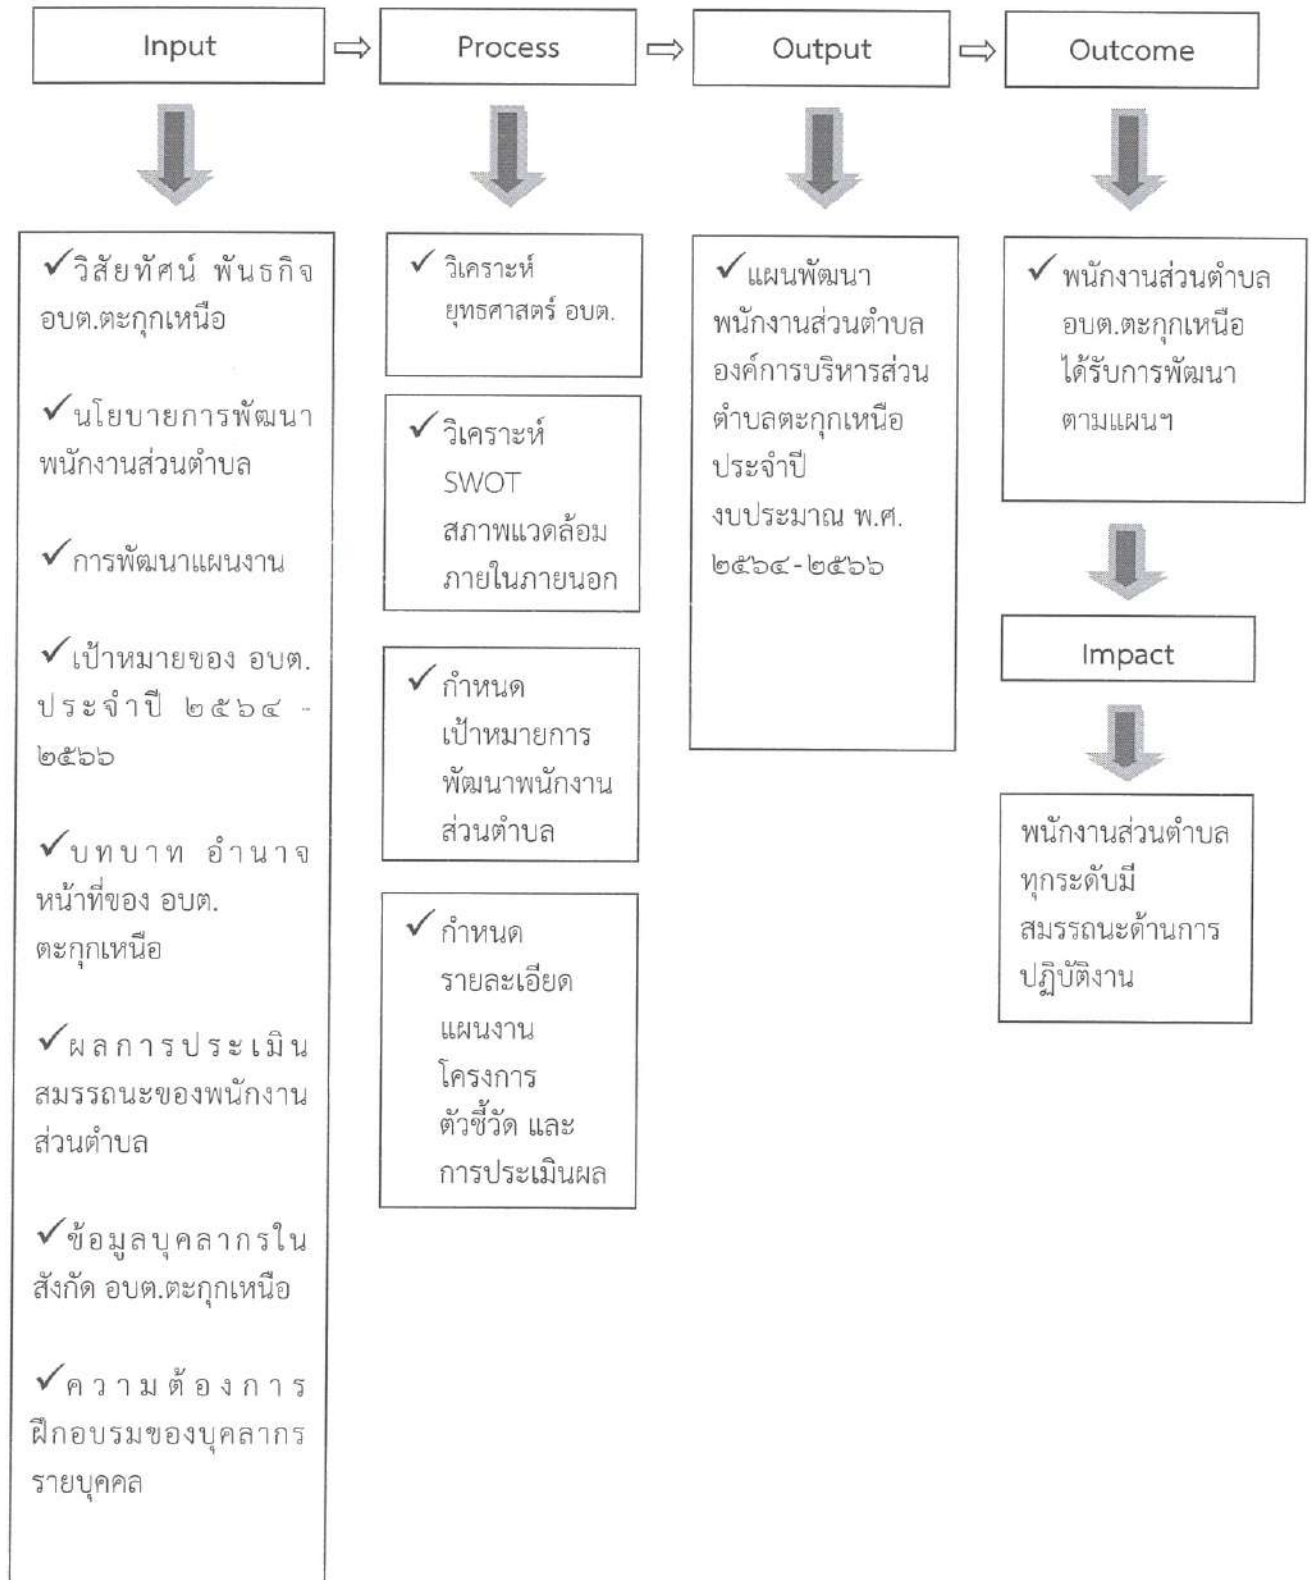 Input
⇨
Process
⇨
Output
⇨
Outcome
✓วิสัยทัศน์ พันธกิจ
อบต.ตะกุกเหนือ
✓นโยบายการพัฒนา
พนักงานส่วนตำบล
✓การพัฒนาแผนงาน
✓เป้าหมายของ อบต.
ประจำปี ๒๕๖๔ -
๒๕๖๖
✓บทบาท อำนาจ
หน้าที่ของ อบต.
ตะกุกเหนือ
✓ผลการประเมิน
สมรรถนะของพนักงาน
ส่วนตำบล
✓ข้อมูลบุคลากรใน
สังกัด อบต.ตะกุกเหนือ
✓ความต้องการ
ฝึกอบรมของบุคลากร
รายบุคคล
✓ วิเคราะห์
ยุทธศาสตร์ อบต.
✓ วิเคราะห์
SWOT
สภาพแวดล้อม
ภายในภายนอก
✓ กำหนด
เป้าหมายการ
พัฒนาพนักงาน
ส่วนตำบล
✓ กำหนด
รายละเอียด
แผนงาน
โครงการ
ตัวชี้วัด และ
การประเมินผล
✓แผนพัฒนา
พนักงานส่วนตำบล
องค์การบริหารส่วน
ตำบลตะกุกเหนือ
ประจำปี
งบประมาณ พ.ศ.
๒๕๖๔-๒๕๖๖
✓ พนักงานส่วนตำบล
อบต.ตะกุกเหนือ
ได้รับการพัฒนา
ตามแผนฯ
Impact
พนักงานส่วนตำบล
ทุกระดับมี
สมรรถนะด้านการ
ปฏิบัติงาน